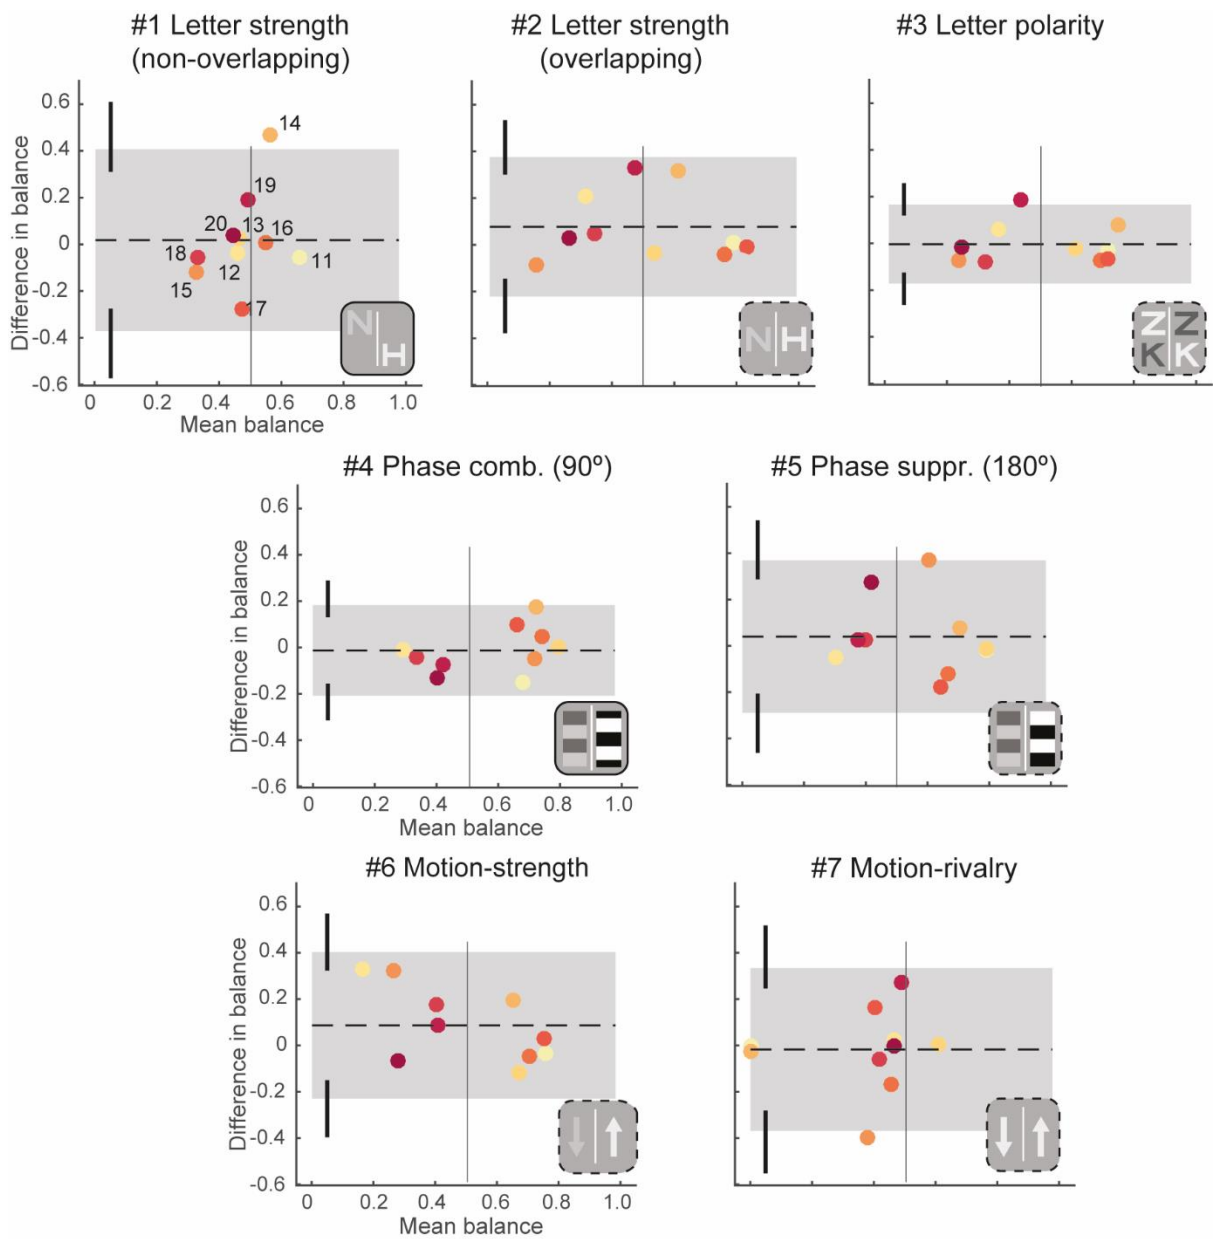 #1 Letter strength
(non-overlapping)
#2 Letter strength
(overlapping)
#3 Letter polarity
Difference in balance
0.6
0.4
0.2
0
-0.2
-0.4
-0.6
14
19
20
13
16
18
12
11
15
17
N
H
N
H
Z
Z
K
K
0
0.2
0.4
0.6
0.8
1.0
Mean balance
#4 Phase comb. (90º)
#5 Phase suppr. (180º)
Difference in balance
0.6
0.4
0.2
0
-0.2
-0.4
-0.6
0
0.2
0.4
0.6
0.8
1.0
Mean balance
#6 Motion-strength
#7 Motion-rivalry
Difference in balance
0.6
0.4
0.2
0
-0.2
-0.4
-0.6
0
0.2
0.4
0.6
0.8
1.0
Mean balance